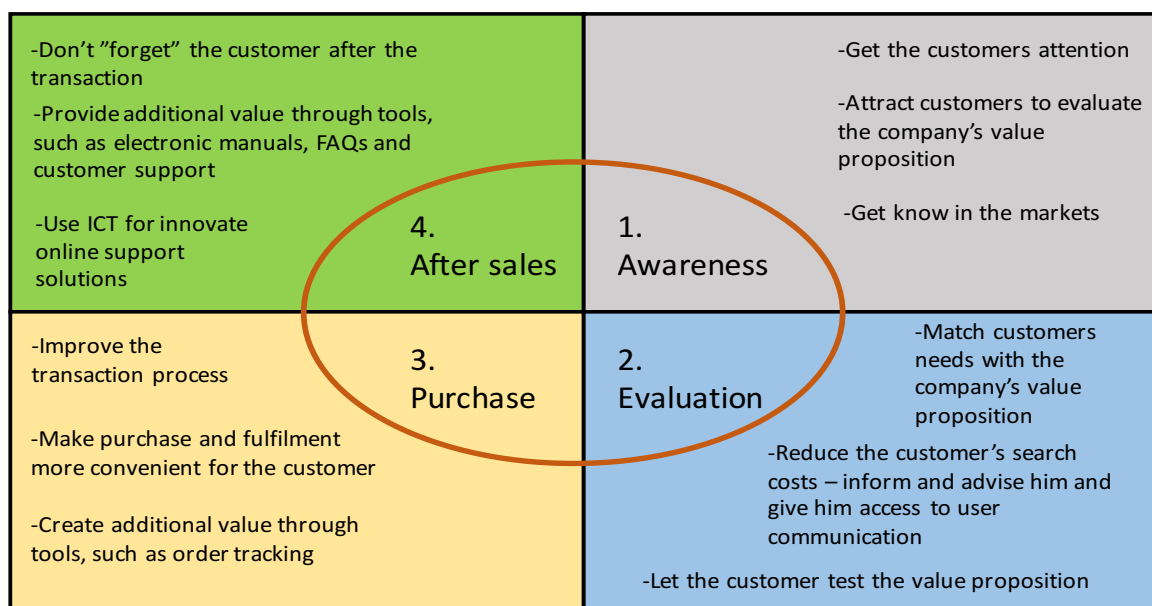 -Don’t ”forget” the customer after the
transaction
-Provide additional value through tools,
such as electronic manuals, FAQs and
customer support
-Use ICT for innovate
online support
solutions
4.
After sales
-Get the customers attention
-Attract customers to evaluate
the company’s value
proposition
-Get know in the markets
1.
Awareness
-Improve the
transaction process
-Make purchase and fulfilment
more convenient for the customer
-Create additional value through
tools, such as order tracking
3.
Purchase
2.
Evaluation
-Match customers
needs with the
company’s value
proposition
-Reduce the customer’s search
costs – inform and advise him and
give him access to user
communication
-Let the customer test the value proposition